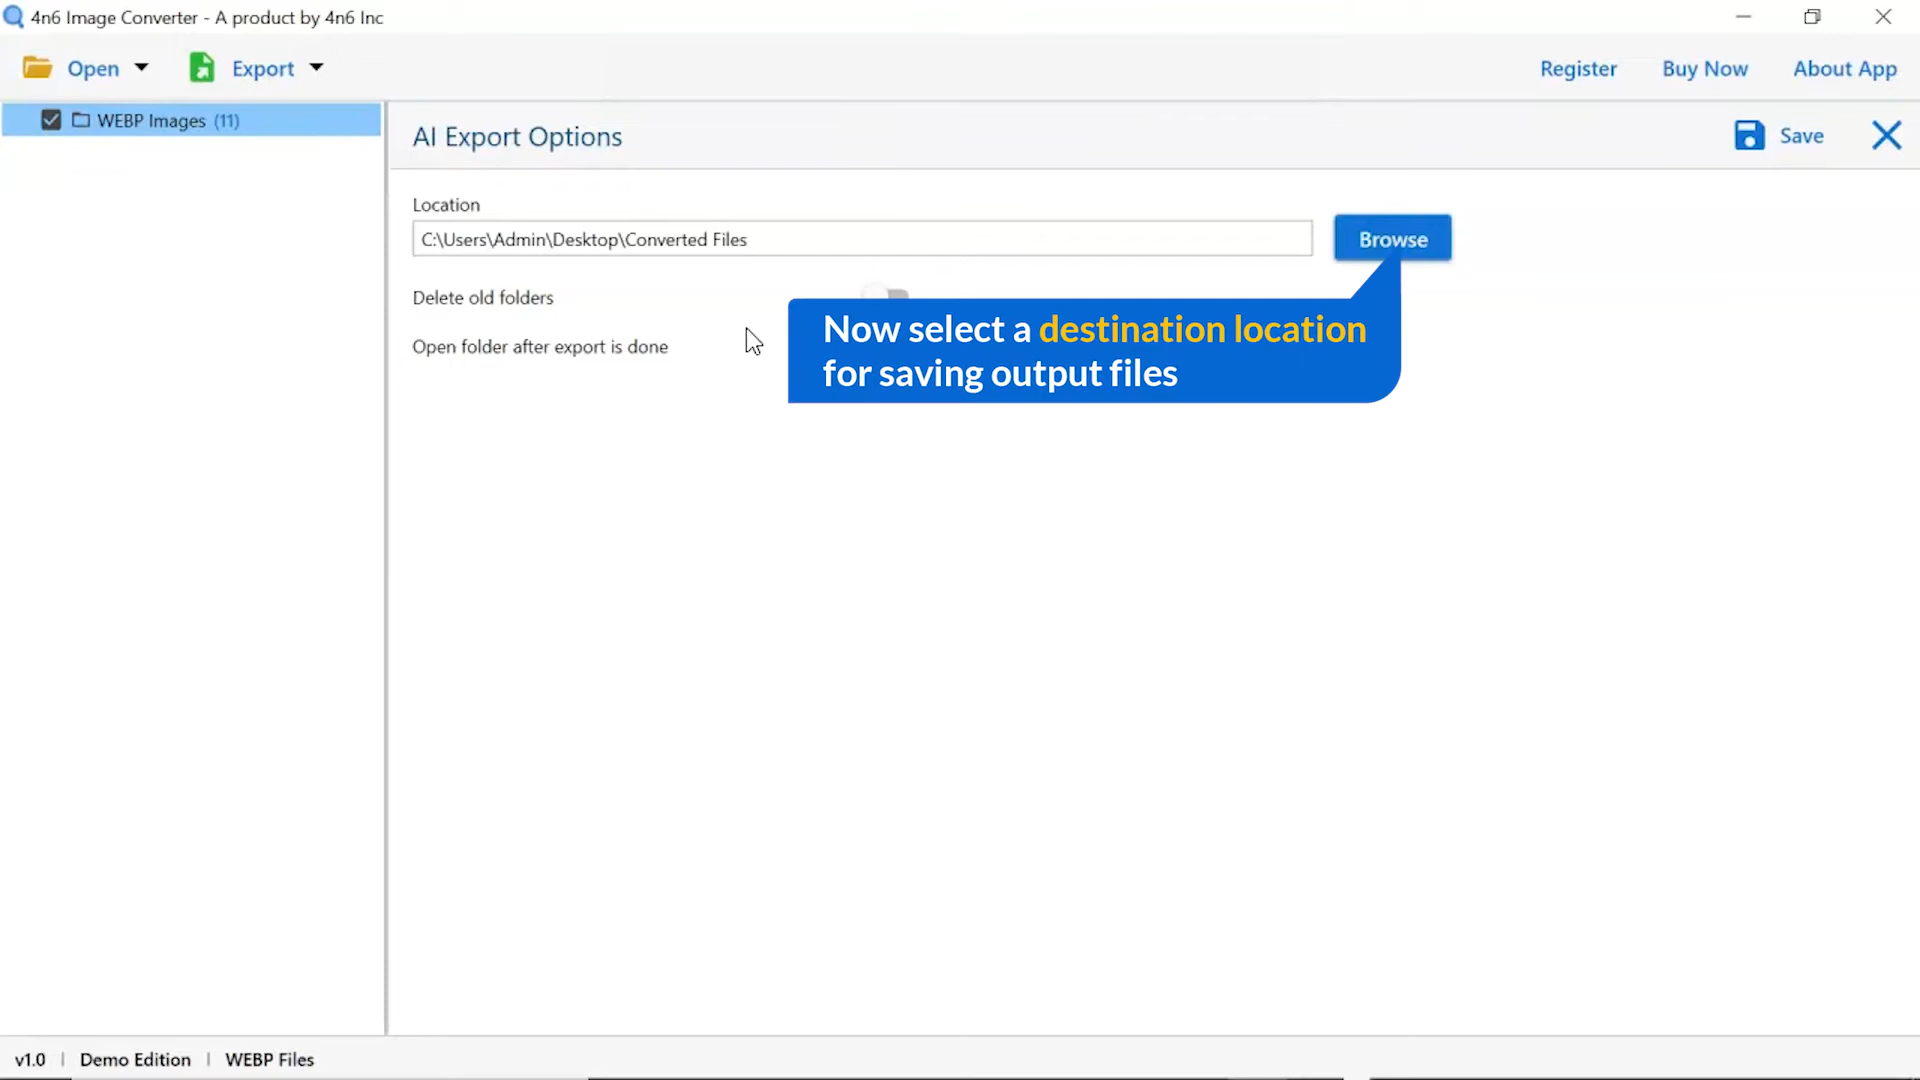 4n6 Image Converter - A product by 4n6 Inc
Open Export Register Buy Now About App
WEBP Images (11)
AI Export Options Save
Location
C:\Users\Admin\Desktop\Converted Files Browse
Delete old folders
Open folder after export is done
Now select a destination location
for saving output files
v1.0 | Demo Edition | WEBP Files